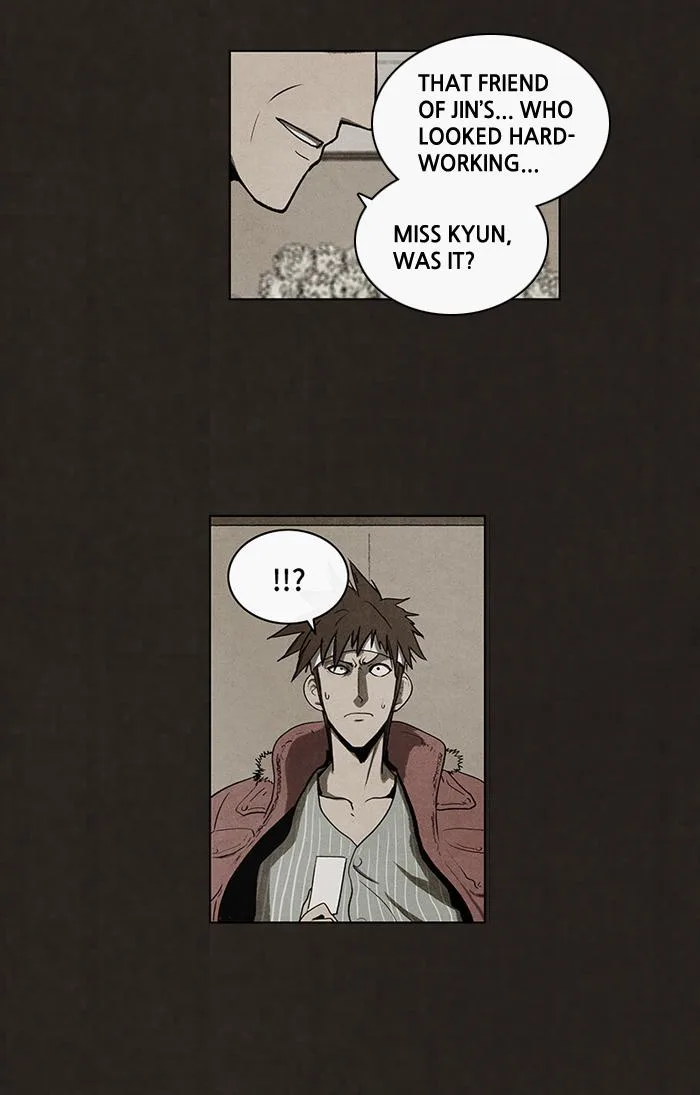 THAT FRIEND
OF JIN'S... WHO
LOOKED HARD-
WORKING...
MISS KYUN,
WAS IT?
!!?